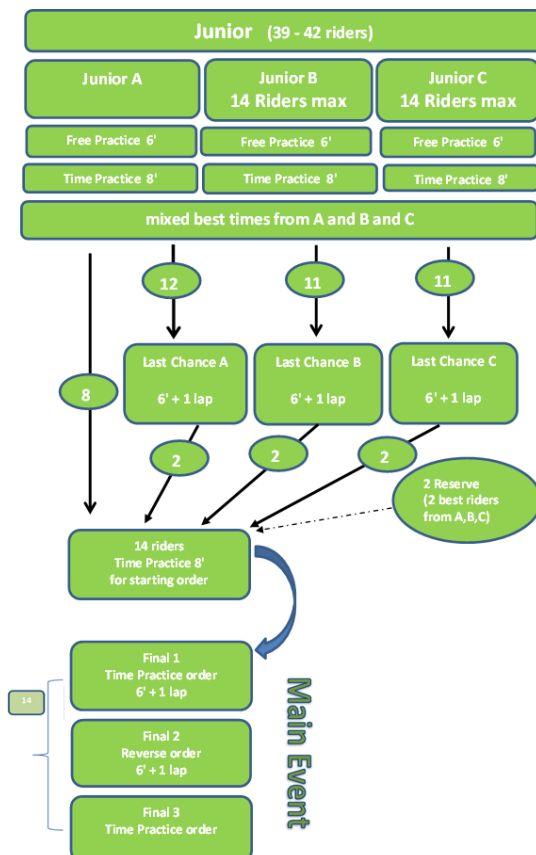 Junior (39 - 42 riders)
Junior A
Junior B
14 Riders max
Junior C
14 Riders max
Free Practice 6'
Free Practice 6'
Free Practice 6'
Time Practice 8'
Time Practice 8'
Time Practice 8'
mixed best times from A and B and C
12
11
11
Last Chance A
6' + 1 lap
Last Chance B
6' + 1 lap
Last Chance C
6' + 1 lap
8
2
2
2
2 Reserve
(2 best riders
from A,B,C)
14 riders
Time Practice 8'
for starting order
Final 1
Time Practice order
6' + 1 lap
14
Final 2
Reverse order
6' + 1 lap
Final 3
Time Practice order
Main Event